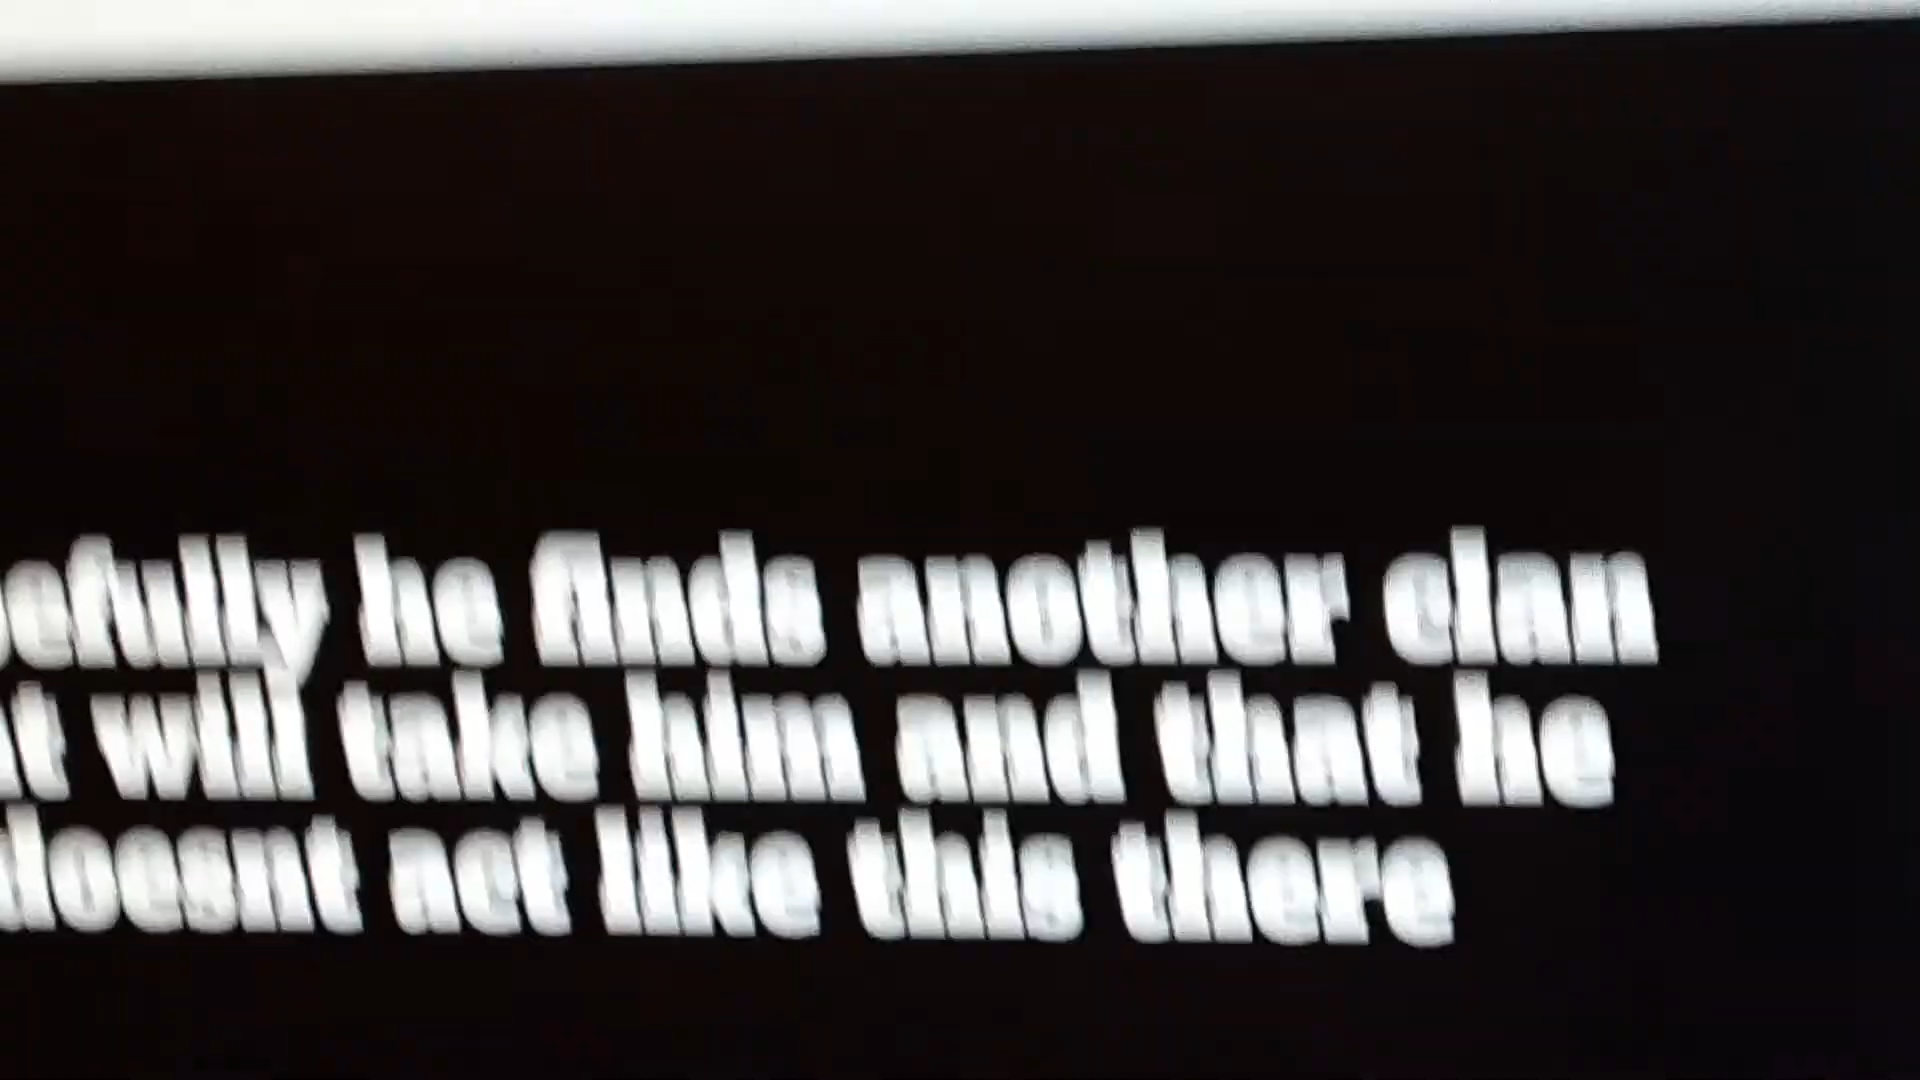 efully he finds another clan
t will take him and that he
doesnt act like this there